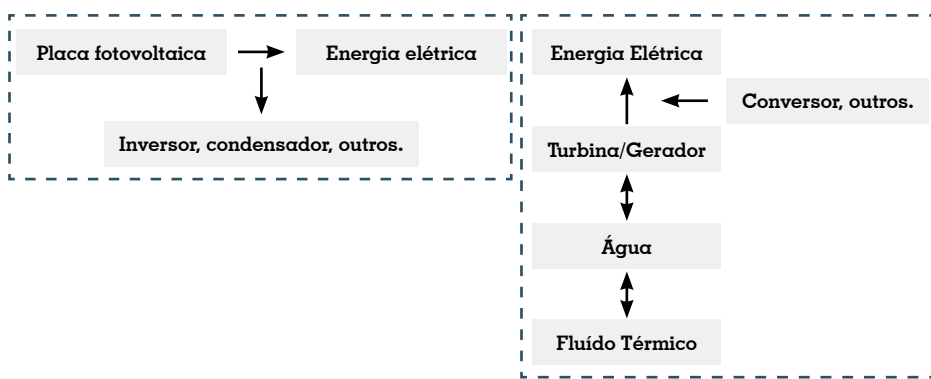 Placa fotovoltaica
Energia elétrica
Inversor, condensador, outros.
Energia Elétrica
Conversor, outros.
Turbina/Gerador
Água
Fluído Térmico